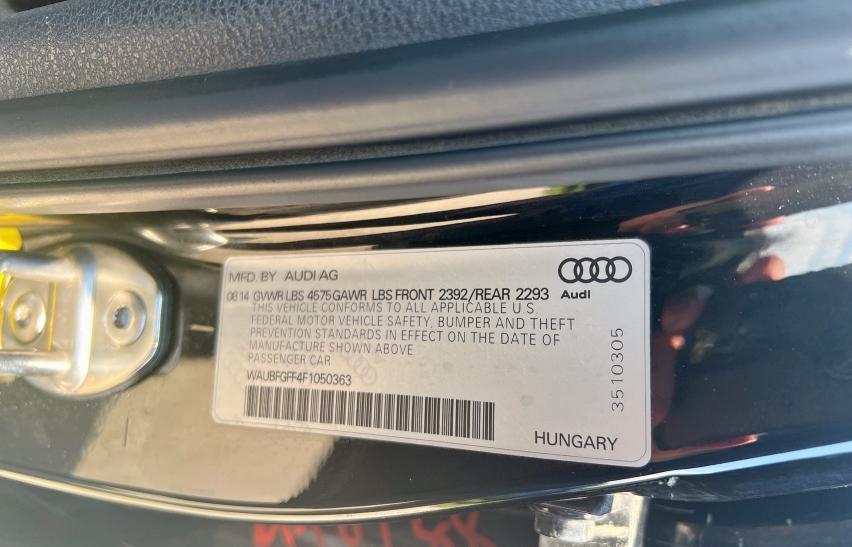 MFD. BY AUDI AG
08 14 GVWR LBS 4575 GAWR LBS FRONT 2392/REAR 2293
Audi
THIS VEHICLE CONFORMS TO ALL APPLICABLE U.S.
FEDERAL MOTOR VEHICLE SAFETY, BUMPER AND THEFT
PREVENTION STANDARDS IN EFFECT ON THE DATE OF
MANUFACTURE SHOWN ABOVE
PASSENGER CAR
WAUBFGFF4F1050363
3510305
HUNGARY